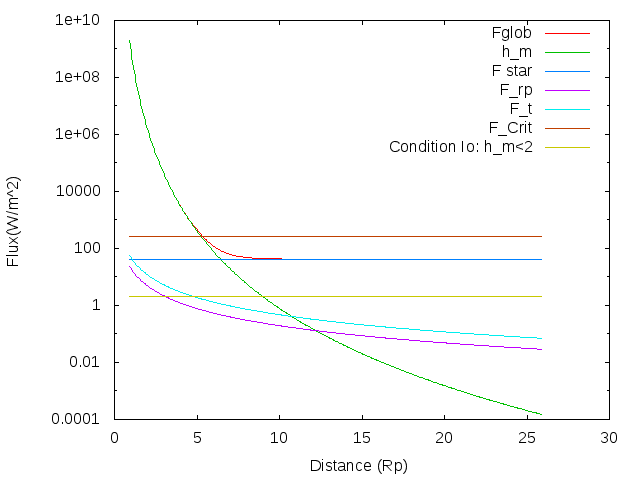 Fglob
h_m
F star
F_rp
F_t
F_Crit
Condition Io: h_m<2
1e+10
1e+08
1e+06
10000
100
1
0.01
0.0001
Flux(W/m^2)
0 5 10 15 20 25 30
Distance (Rp)